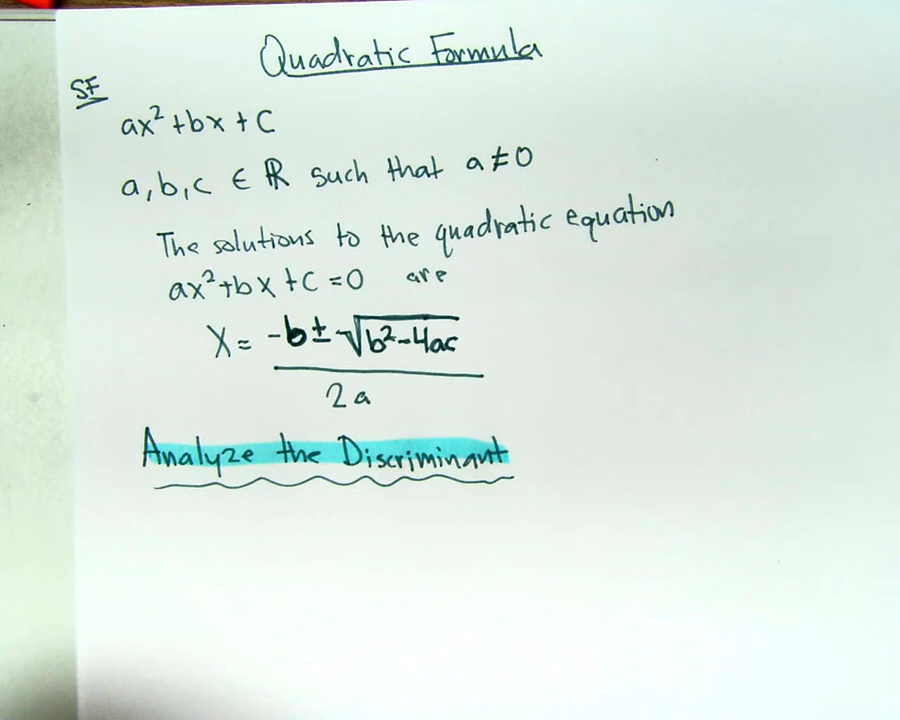 Quadratic Formula
SF
ax² + bx + C
a, b, c ∈ ℝ such that a ≠ 0
The solutions to the quadratic equation
ax² + bx + C = 0 are
X = -b ± √b² - 4ac
2a
Analyze the Discriminant